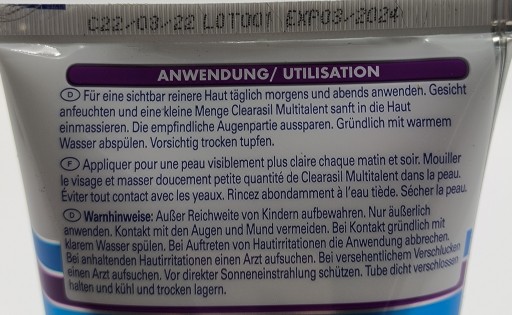 C22/03/22 LOT001 EXP03/2024
ANWENDUNG/ UTILISATION
D Für eine sichtbar reinere Haut täglich morgens und abends anwenden. Gesicht
anfeuchten und eine kleine Menge Clearasil Multitalent sanft in die Haut
einmassieren. Die empfindliche Augenpartie aussparen. Gründlich mit warmem
Wasser abspülen. Vorsichtig trocken tupfen.
F Appliquer pour une peau visiblement plus claire chaque matin et soir. Mouiller
le visage et masser doucement petite quantité de Clearasil Multitalent dans la peau.
Éviter tout contact avec les yeaux. Rincez abondamment à l'eau tiède. Sécher la peau.
D Warnhinweise: Außer Reichweite von Kindern aufbewahren. Nur äußerlich
anwenden. Kontakt mit den Augen und Mund vermeiden. Bei Kontakt gründlich mit
klarem Wasser spülen. Bei Auftreten von Hautirritationen die Anwendung abbrechen.
Bei anhaltenden Hautirritationen einen Arzt aufsuchen. Bei versehentlichem Verschlucken
einen Arzt aufsuchen. Vor direkter Sonneneinstrahlung schützen. Tube dicht verschlossen
halten und kühl und trocken lagern.